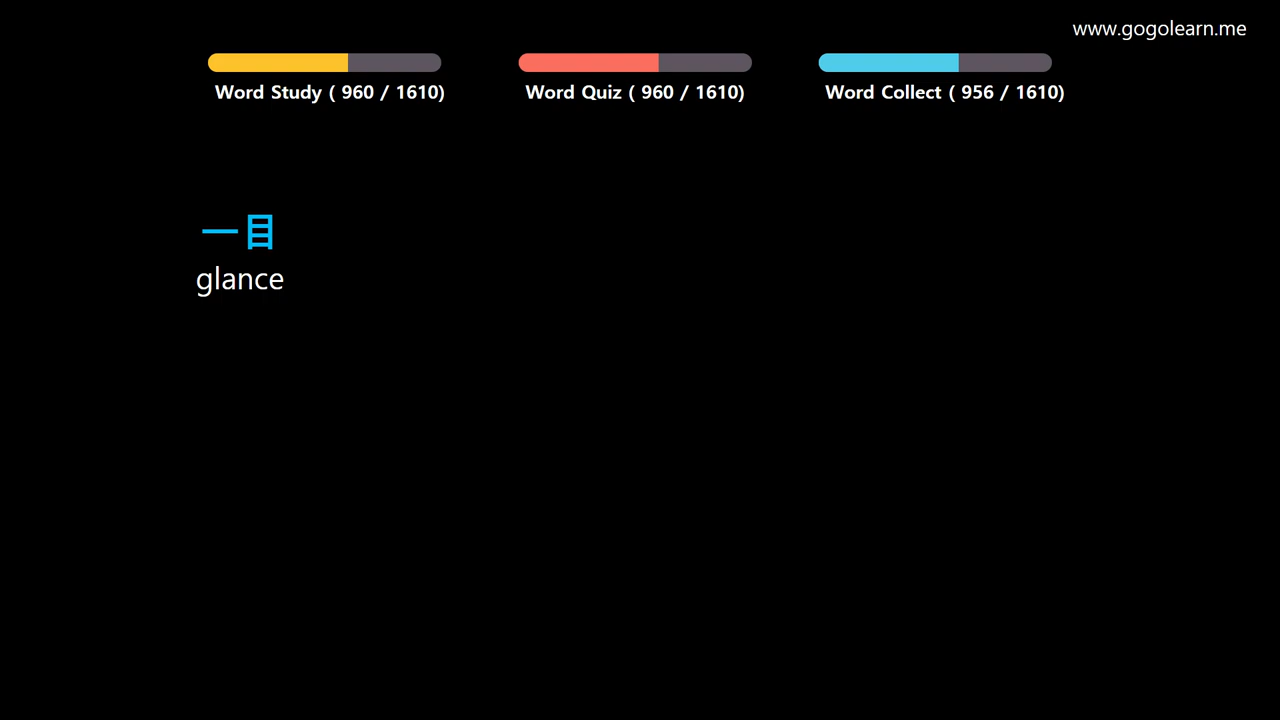 www.gogolearn.me
Word Study ( 960 / 1610)
Word Quiz ( 960 / 1610)
Word Collect ( 956 / 1610)
一目
glance